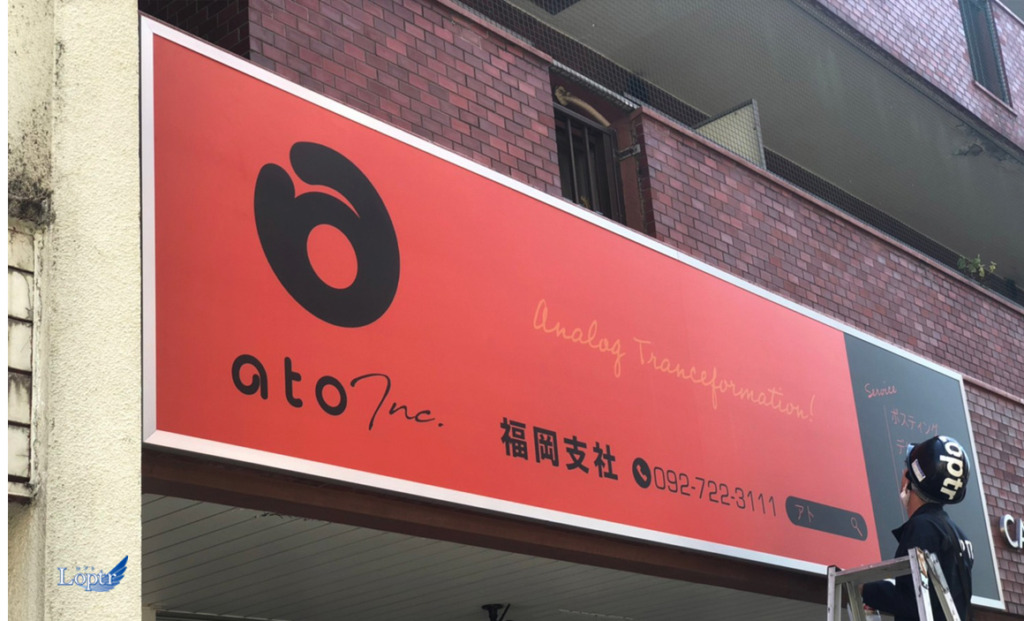 ato Inc.
Analog Tranceformation!
福岡支社
092-722-3111
アト
Service
ポスティング
optr
Loptr